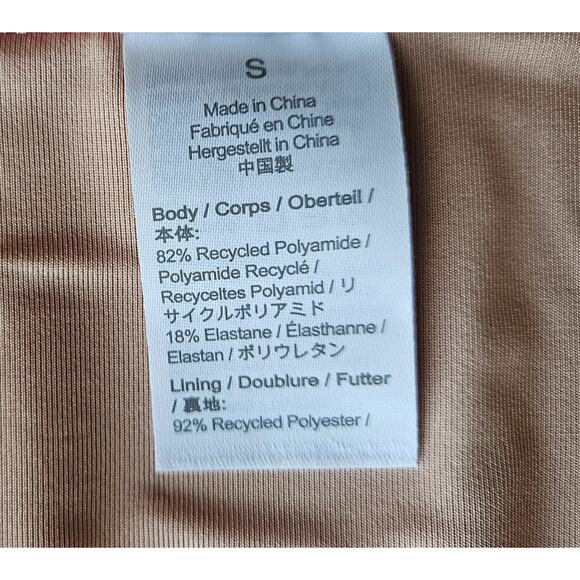 S
Made in China
Fabriqué en Chine
Hergestellt in China
中国製
Body / Corps / Oberteil /
本体:
82% Recycled Polyamide /
Polyamide Recyclé /
Recyceltes Polyamid / リ
サイクルポリアミド
18% Elastane / Élasthanne /
Elastan / ポリウレタン
Lining / Doublure / Futter
/ 裏地:
92% Recycled Polyester /